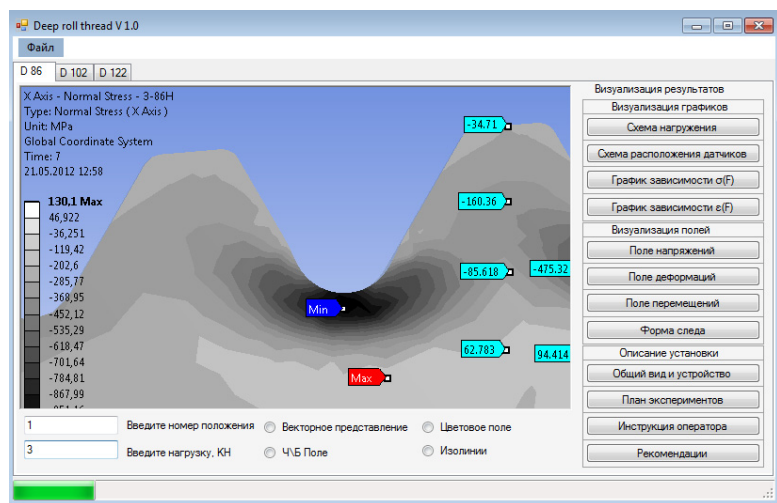 Deep roll thread V 1.0
Файл
D 86 D 102 D 122
X Axis - Normal Stress - 3-86H
Type: Normal Stress ( X Axis )
Unit: MPa
Global Coordinate System
Time: 7
21.05.2012 12:58
130,1 Max
46,922
-36,251
-119,42
-202,6
-285,77
-368,95
-452,12
-535,29
-618,47
-701,64
-784,81
-867,99
-34.71
-160.36
-85.618
-475.32
62.783
94.414
Min
Max
Визуализация результатов
Визуализация графиков
Схема нагружения
Схема расположения датчиков
График зависимости σ(F)
График зависимости ε(F)
Визуализация полей
Поле напряжений
Поле деформаций
Поле перемещений
Форма следа
Описание установки
Общий вид и устройство
План экспериментов
Инструкция оператора
Рекомендации
1 Введите номер положения Векторное представление Цветовое поле
3 Введите нагрузку, КН Ч\Б Поле Изолинии